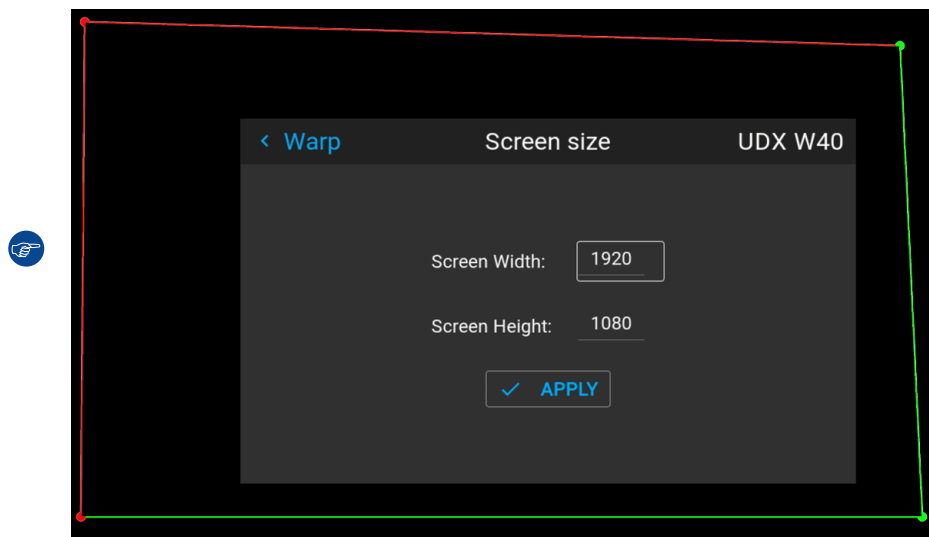 Warp
Screen size
UDX W40
Screen Width: 1920
Screen Height: 1080
APPLY